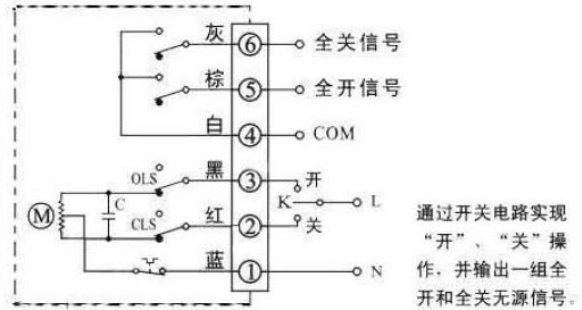 灰 ⑥ 全关信号
棕 ⑤ 全开信号
白 ④ COM
OLS 黑 ③ 开
K L
M C CLS 红 ② 关
蓝 ① N
通过开关电路实现
“开”、“关”操
作.并输出一组全
开和全关无源信号。